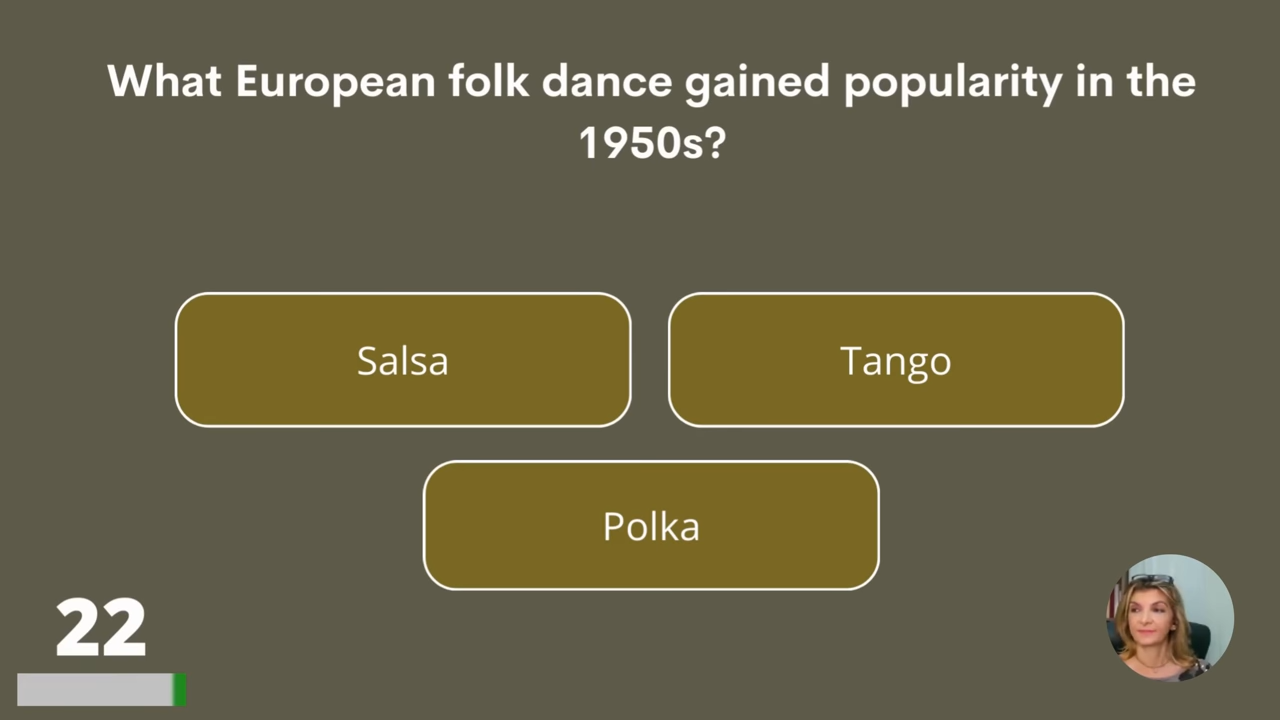 What European folk dance gained popularity in the
1950s?
Salsa
Tango
Polka
22